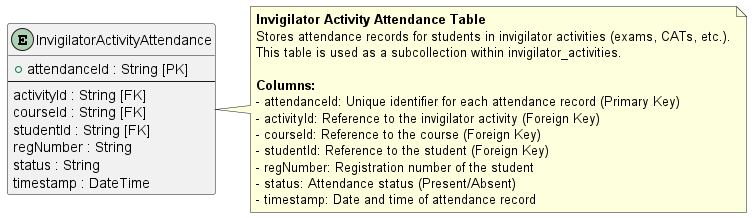 E InvigilatorActivityAttendance
attendanceId : String [PK]
activityId : String [FK]
courseId : String [FK]
studentId : String [FK]
regNumber : String
status : String
timestamp : DateTime
Invigilator Activity Attendance Table
Stores attendance records for students in invigilator activities (exams, CATs, etc.).
This table is used as a subcollection within invigilator_activities.
Columns:
- attendanceId: Unique identifier for each attendance record (Primary Key)
- activityId: Reference to the invigilator activity (Foreign Key)
- courseId: Reference to the course (Foreign Key)
- studentId: Reference to the student (Foreign Key)
- regNumber: Registration number of the student
- status: Attendance status (Present/Absent)
- timestamp: Date and time of attendance record